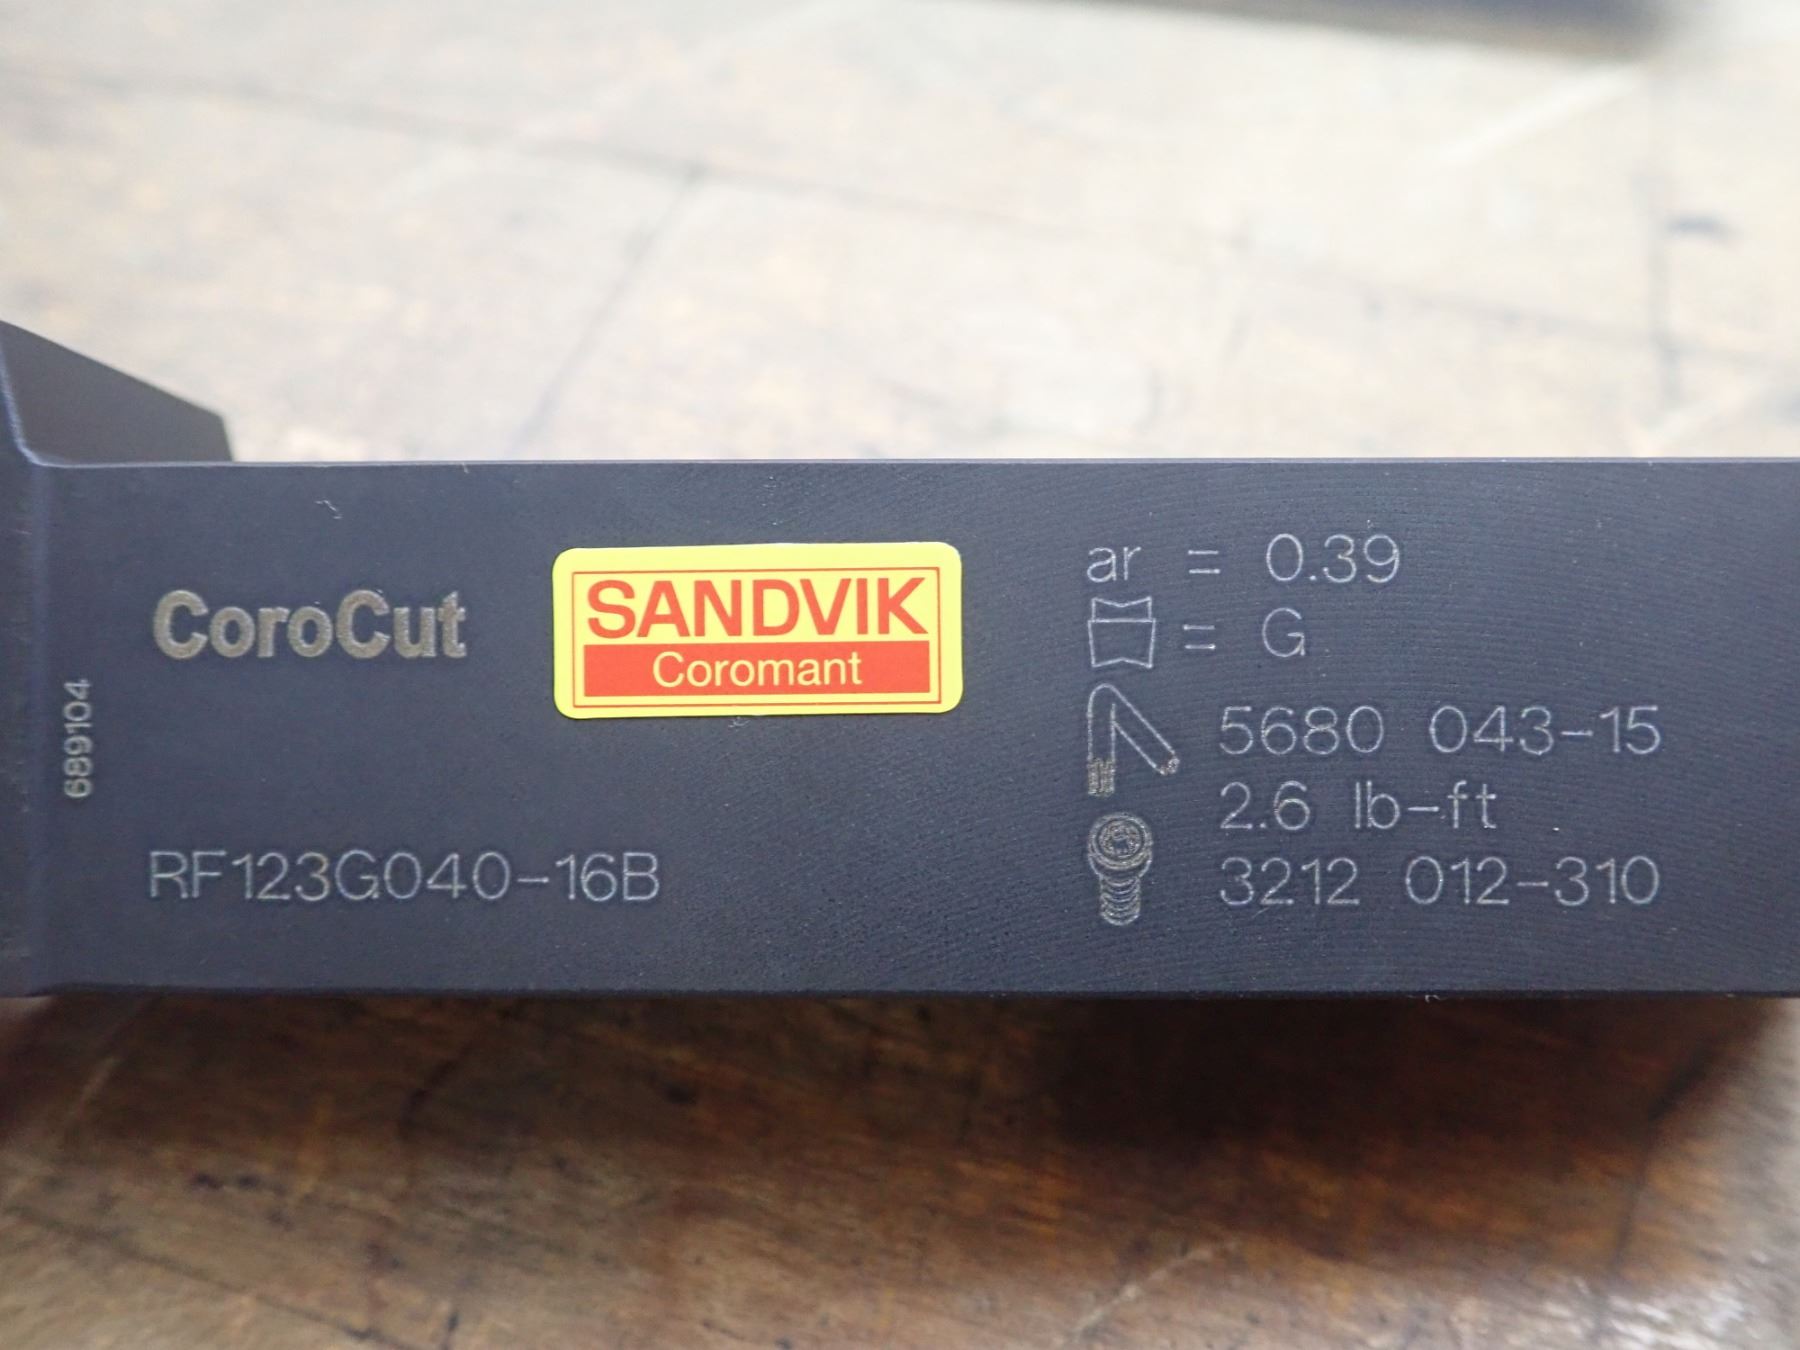 CoroCut
SANDVIK
Coromant
689104
RF123G040-16B
ar = 0.39
= G
5680 043-15
2.6 lb-ft
3212 012-310